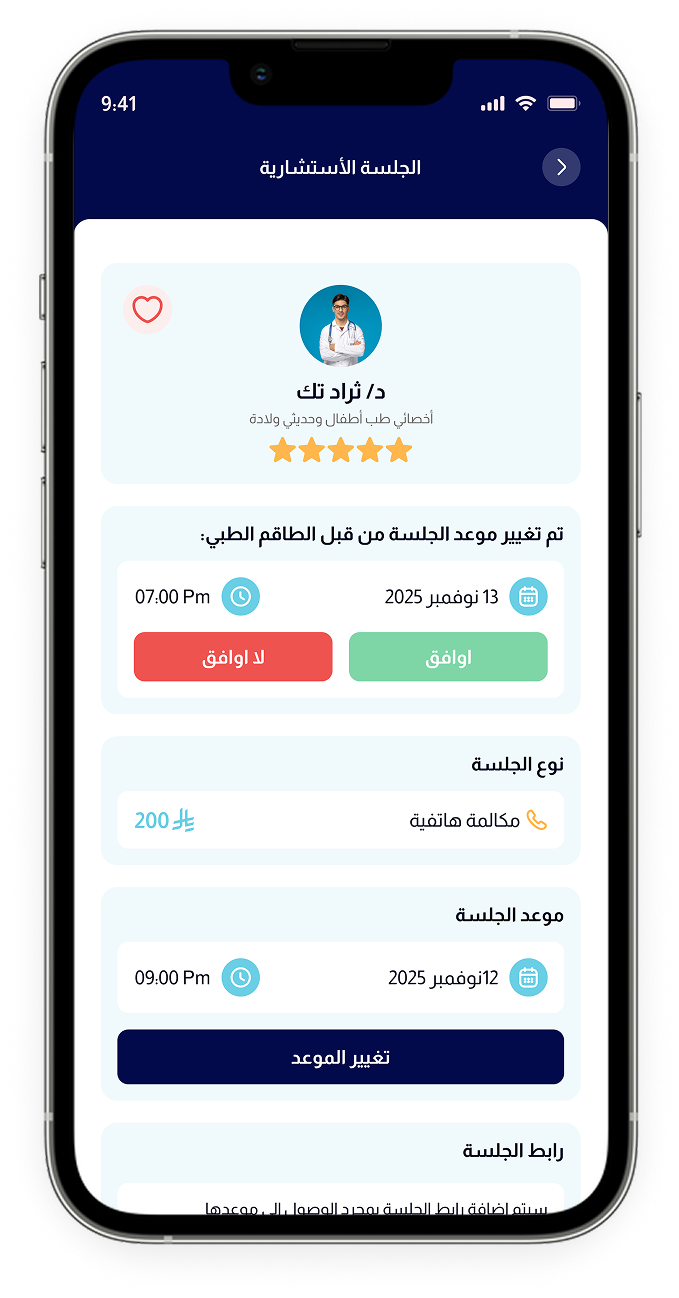 9:41
الجلسة الأستشارية
د/ ثراد تك
أخصائي طب أطفال وحديثي ولادة
تم تغيير موعد الجلسة من قبل الطاقم الطبي:
13 نوفمبر 2025
07:00 Pm
اوافق
لا اوافق
نوع الجلسة
مكالمة هاتفية
200
موعد الجلسة
12نوفمبر 2025
09:00 Pm
تغيير الموعد
رابط الجلسة
سيتم إضافة رابط الجلسة بمجرد الوصول إلى موعدها